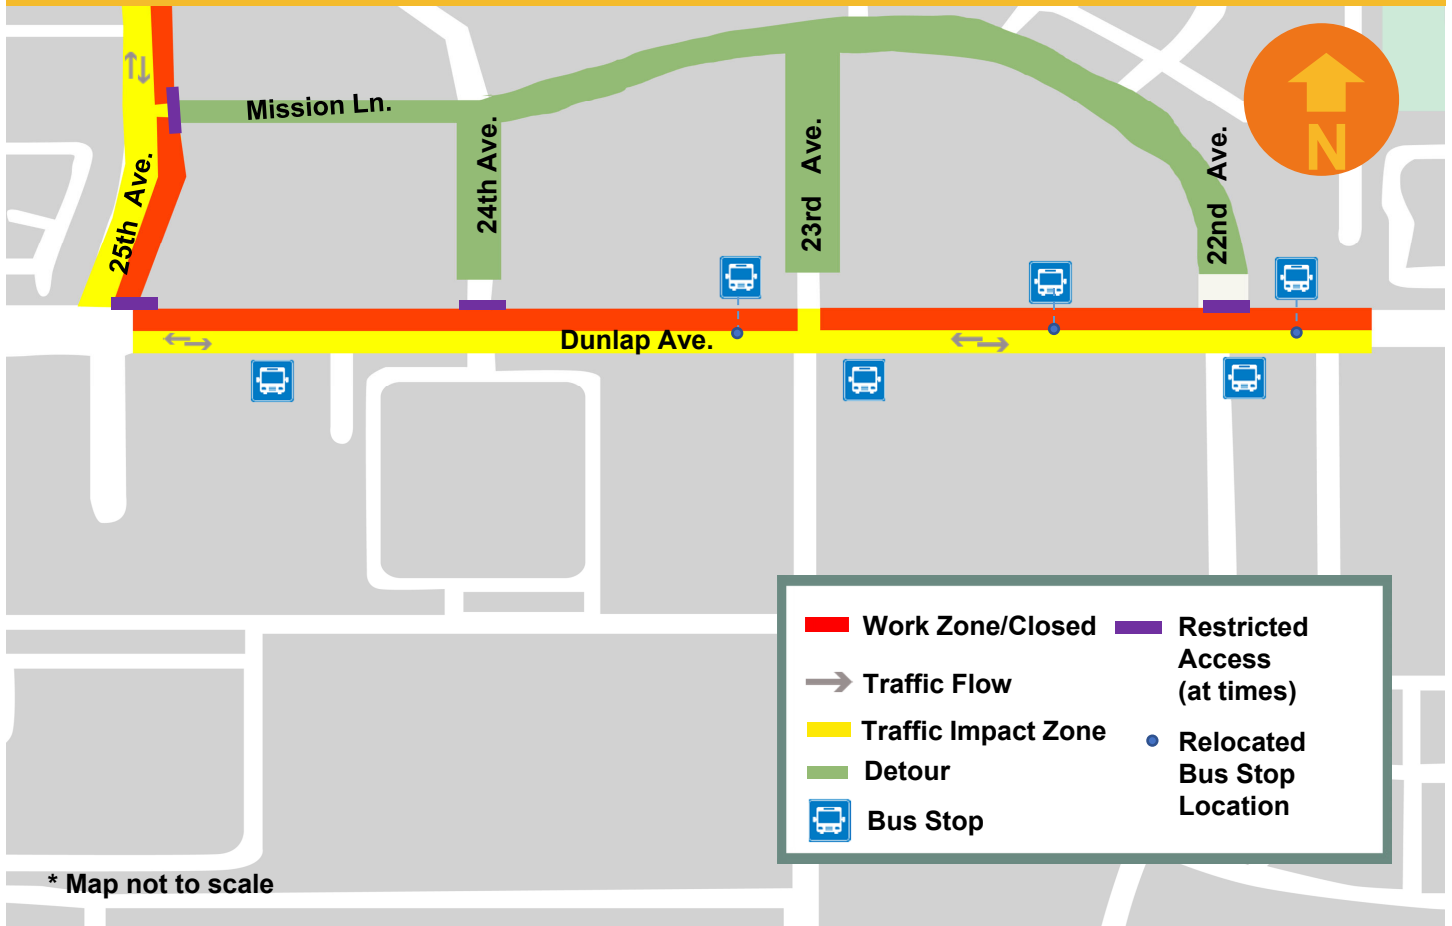 Mission Ln.
25th Ave.
24th Ave.
23rd Ave.
22nd Ave.
N
Dunlap Ave.
Work Zone/Closed
Traffic Flow
Traffic Impact Zone
Detour
Bus Stop
Restricted
Access
(at times)
Relocated
Bus Stop
Location
* Map not to scale